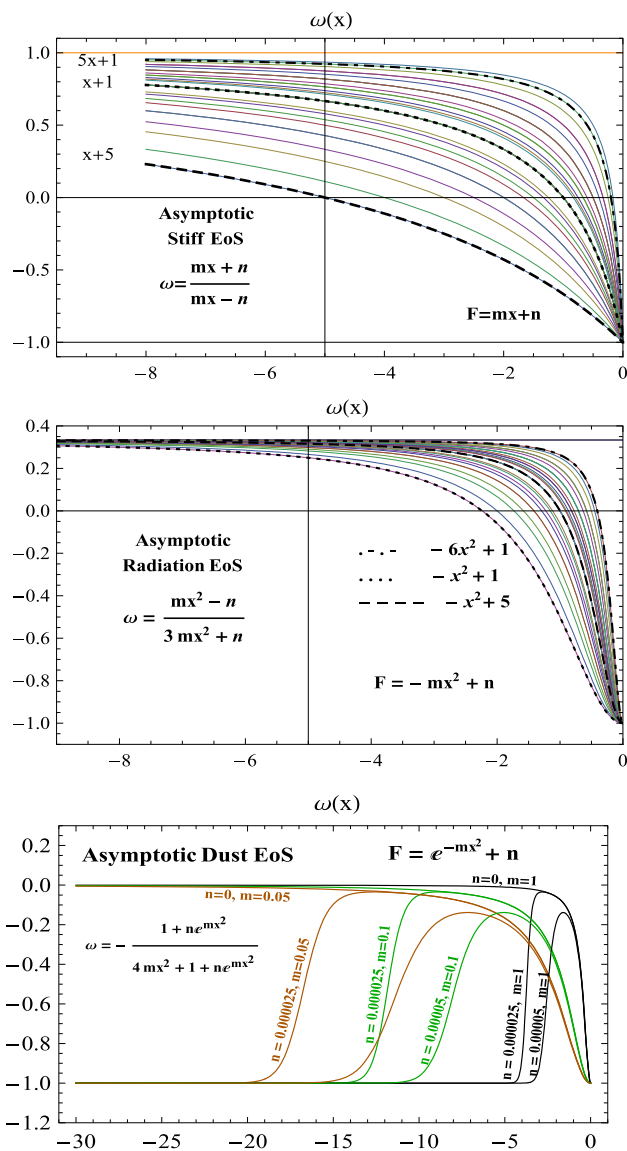 ω(x)
1.0
5x+1
x+1
0.5
x+5
0.0
Asymptotic
Stiff EoS
ω= mx + n / mx − n
−0.5
F=mx+n
−1.0
−8 −6 −4 −2 0
ω(x)
0.4
0.2
0.0
Asymptotic
Radiation EoS
ω = mx² − n / 3 mx² + n
− 6x² + 1
− x² + 1
− x² + 5
−0.2
−0.4
−0.6
F = − mx² + n
−0.8
−1.0
−8 −6 −4 −2 0
ω(x)
0.2
Asymptotic Dust EoS
F = e^−mx² + n
n=0, m=1
0.0
n=0, m=0.05
−0.2
ω = − 1 + ne^mx² / 4 mx² + 1 + ne^mx²
−0.4
−0.6
−0.8
n = 0.000025, m=0.05
n = 0.000025, m=0.1
n = 0.00005, m=0.1
n = 0.000025, m=1
n = 0.00005, m=1
−1.0
−1.2
−30 −25 −20 −15 −10 −5 0